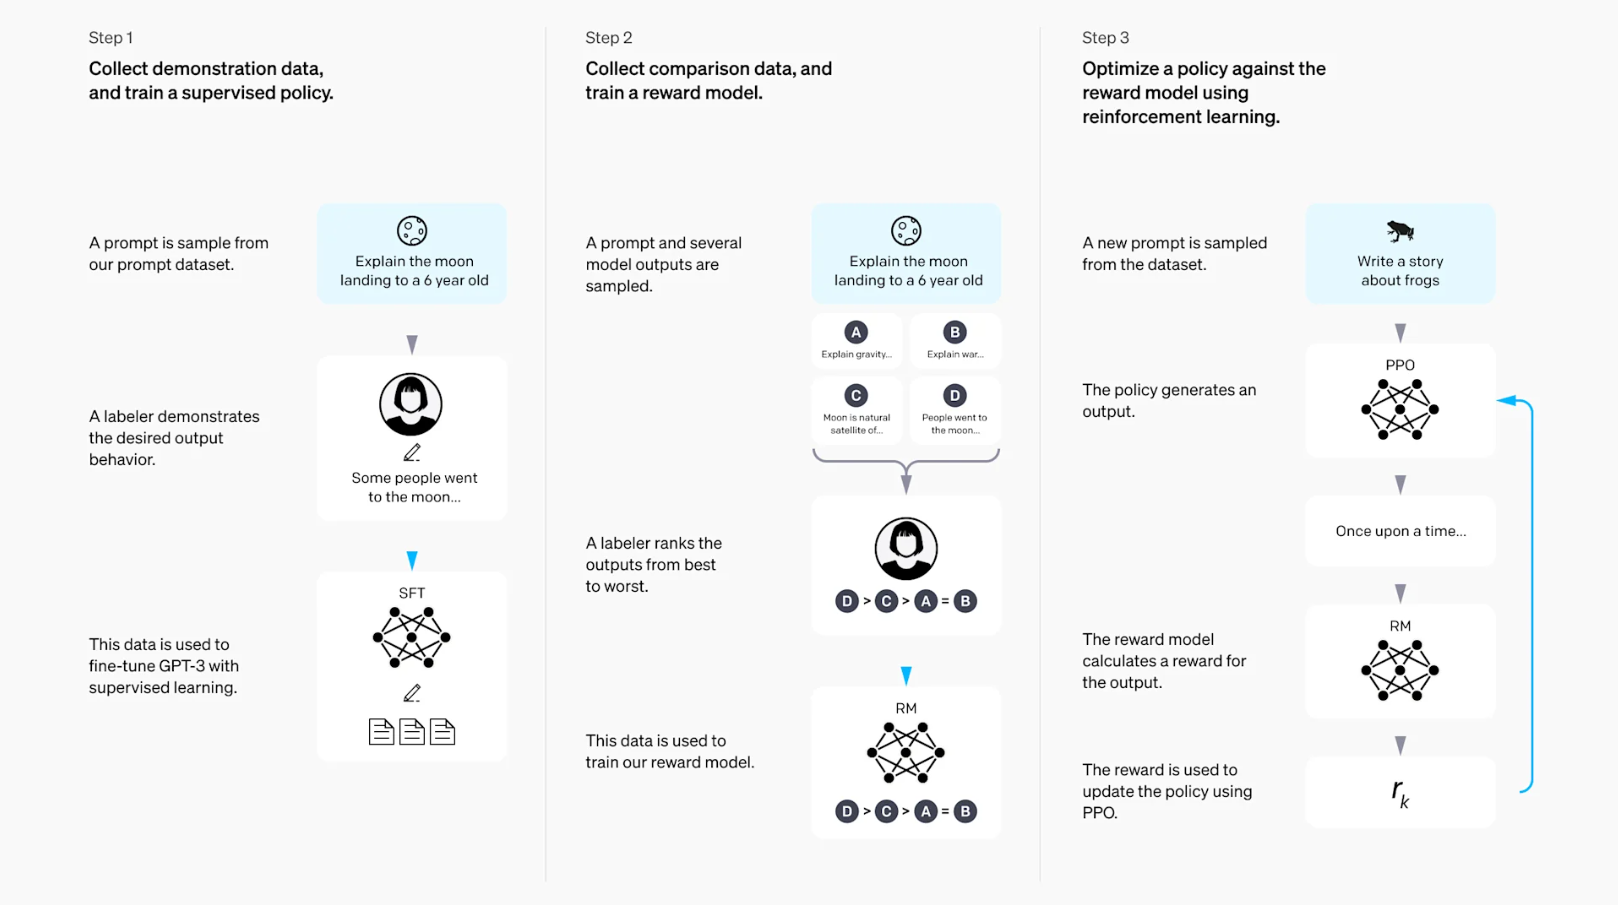 Step 1
Collect demonstration data,
and train a supervised policy.
A prompt is sample from
our prompt dataset.
Explain the moon
landing to a 6 year old
A labeler demonstrates
the desired output
behavior.
Some people went
to the moon...
This data is used to
fine-tune GPT-3 with
supervised learning.
SFT
Step 2
Collect comparison data, and
train a reward model.
A prompt and several
model outputs are
sampled.
Explain the moon
landing to a 6 year old
A
Explain gravity...
B
Explain war...
C
Moon is natural
satellite of...
D
People went to
the moon...
A labeler ranks the
outputs from best
to worst.
D > C > A = B
This data is used to
train our reward model.
RM
D > C > A = B
Step 3
Optimize a policy against the
reward model using
reinforcement learning.
A new prompt is sampled
from the dataset.
Write a story
about frogs
The policy generates an
output.
PPO
Once upon a time...
The reward model
calculates a reward for
the output.
RM
The reward is used to
update the policy using
PPO.
rk